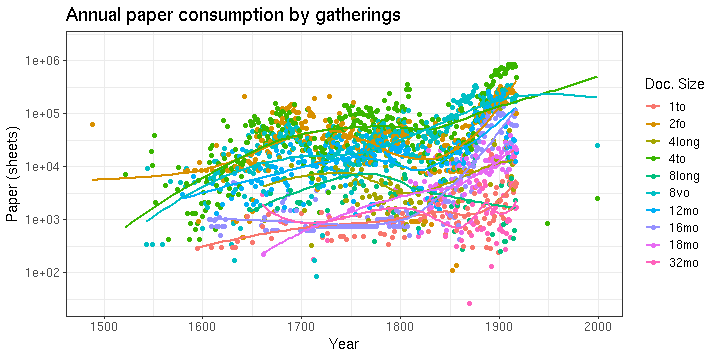 Annual paper consumption by gatherings
1e+06
1e+05
1e+04
1e+03
1e+02
Paper (sheets)
1500
1600
1700
1800
1900
2000
Year
Doc. Size
1to
2fo
4long
4to
8long
8vo
12mo
16mo
18mo
32mo